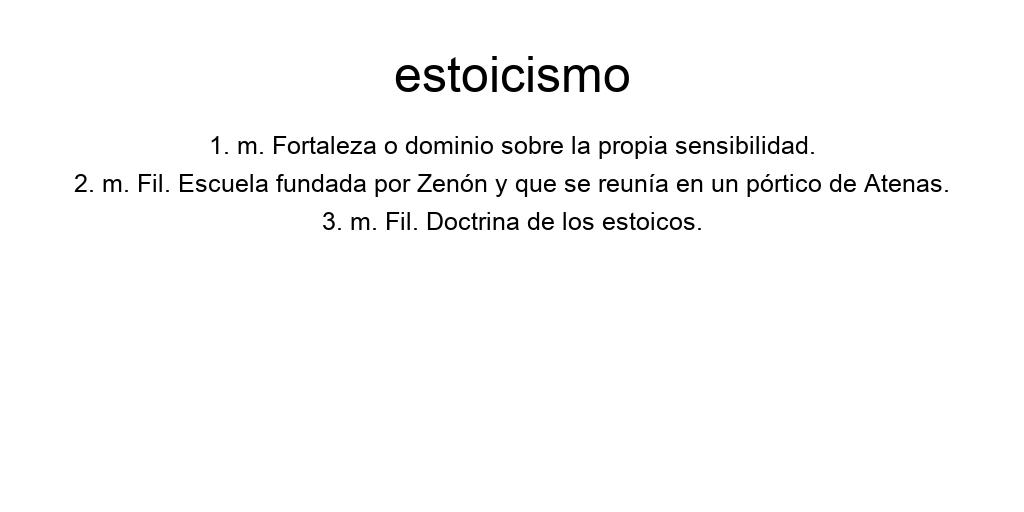 estoicismo
1. m. Fortaleza o dominio sobre la propia sensibilidad.
2. m. Fil. Escuela fundada por Zenón y que se reunía en un pórtico de Atenas.
3. m. Fil. Doctrina de los estoicos.